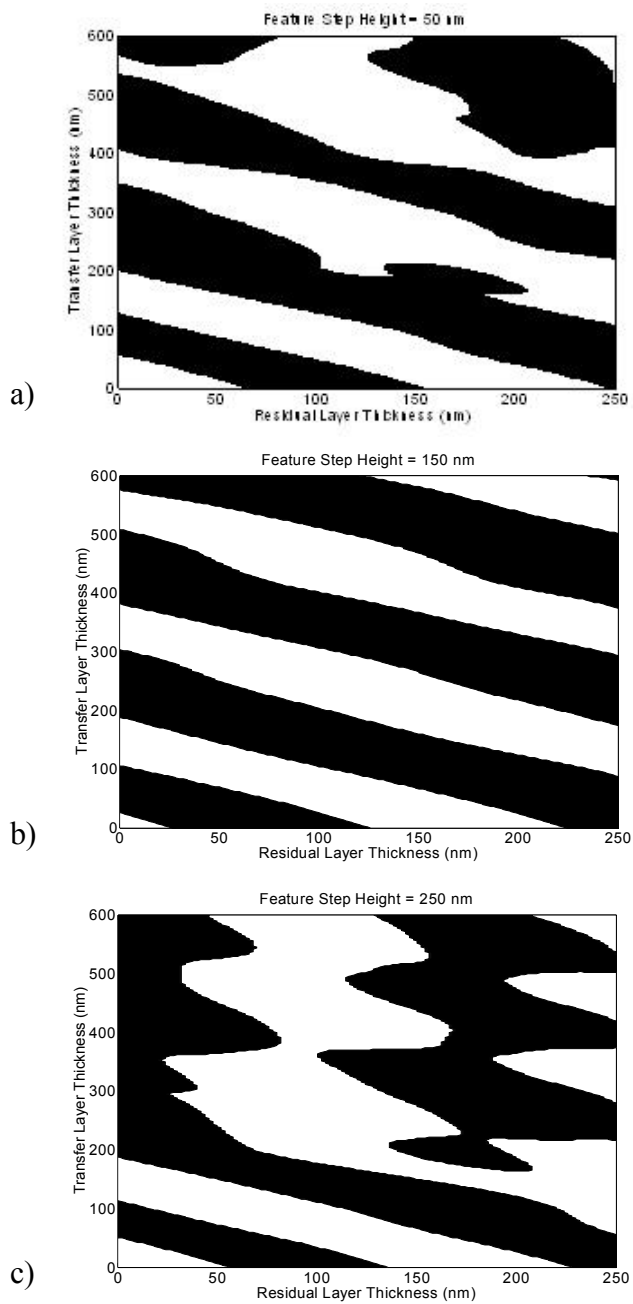 Feature Step Height = 50 nm
600
500
400
300
200
100
0
Transfer Layer Thickness (nm)
0 50 100 150 200 250
Residual Layer Thickness (nm)
a)
Feature Step Height = 150 nm
600
500
400
300
200
100
0
Transfer Layer Thickness (nm)
0 50 100 150 200 250
Residual Layer Thickness (nm)
b)
Feature Step Height = 250 nm
600
500
400
300
200
100
0
Transfer Layer Thickness (nm)
0 50 100 150 200 250
Residual Layer Thickness (nm)
c)